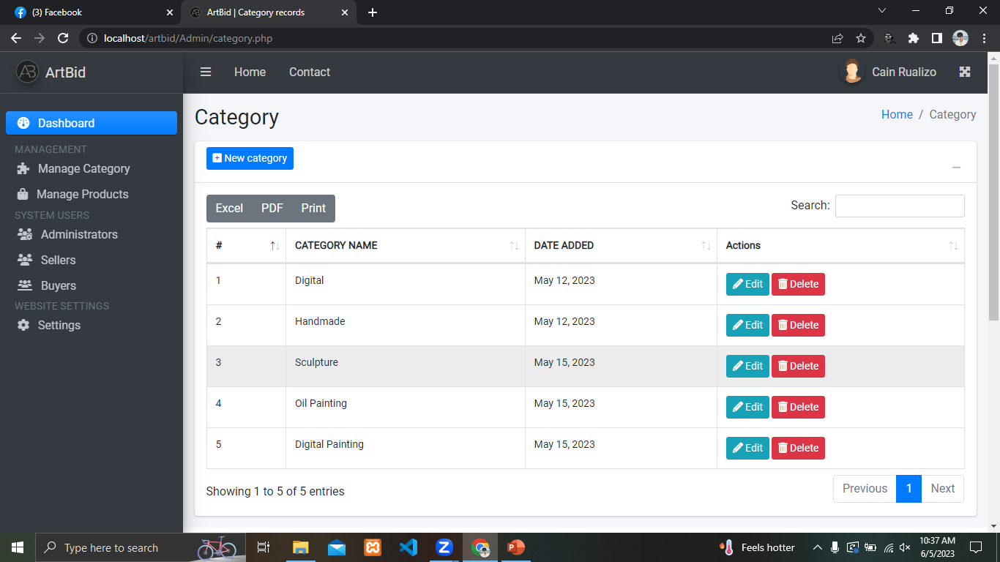 (3) Facebook
ArtBid | Category records
localhost/artbid/Admin/category.php
AB ArtBid
Home Contact
Cain Rualizo
Dashboard
MANAGEMENT
Manage Category
Manage Products
SYSTEM USERS
Administrators
Sellers
Buyers
WEBSITE SETTINGS
Settings
Category
Home / Category
New category
Excel PDF Print
Search:
# CATEGORY NAME DATE ADDED Actions
1 Digital May 12, 2023 Edit Delete
2 Handmade May 12, 2023 Edit Delete
3 Sculpture May 15, 2023 Edit Delete
4 Oil Painting May 15, 2023 Edit Delete
5 Digital Painting May 15, 2023 Edit Delete
Showing 1 to 5 of 5 entries
Previous 1 Next
Type here to search
Feels hotter
10:37 AM
6/5/2023